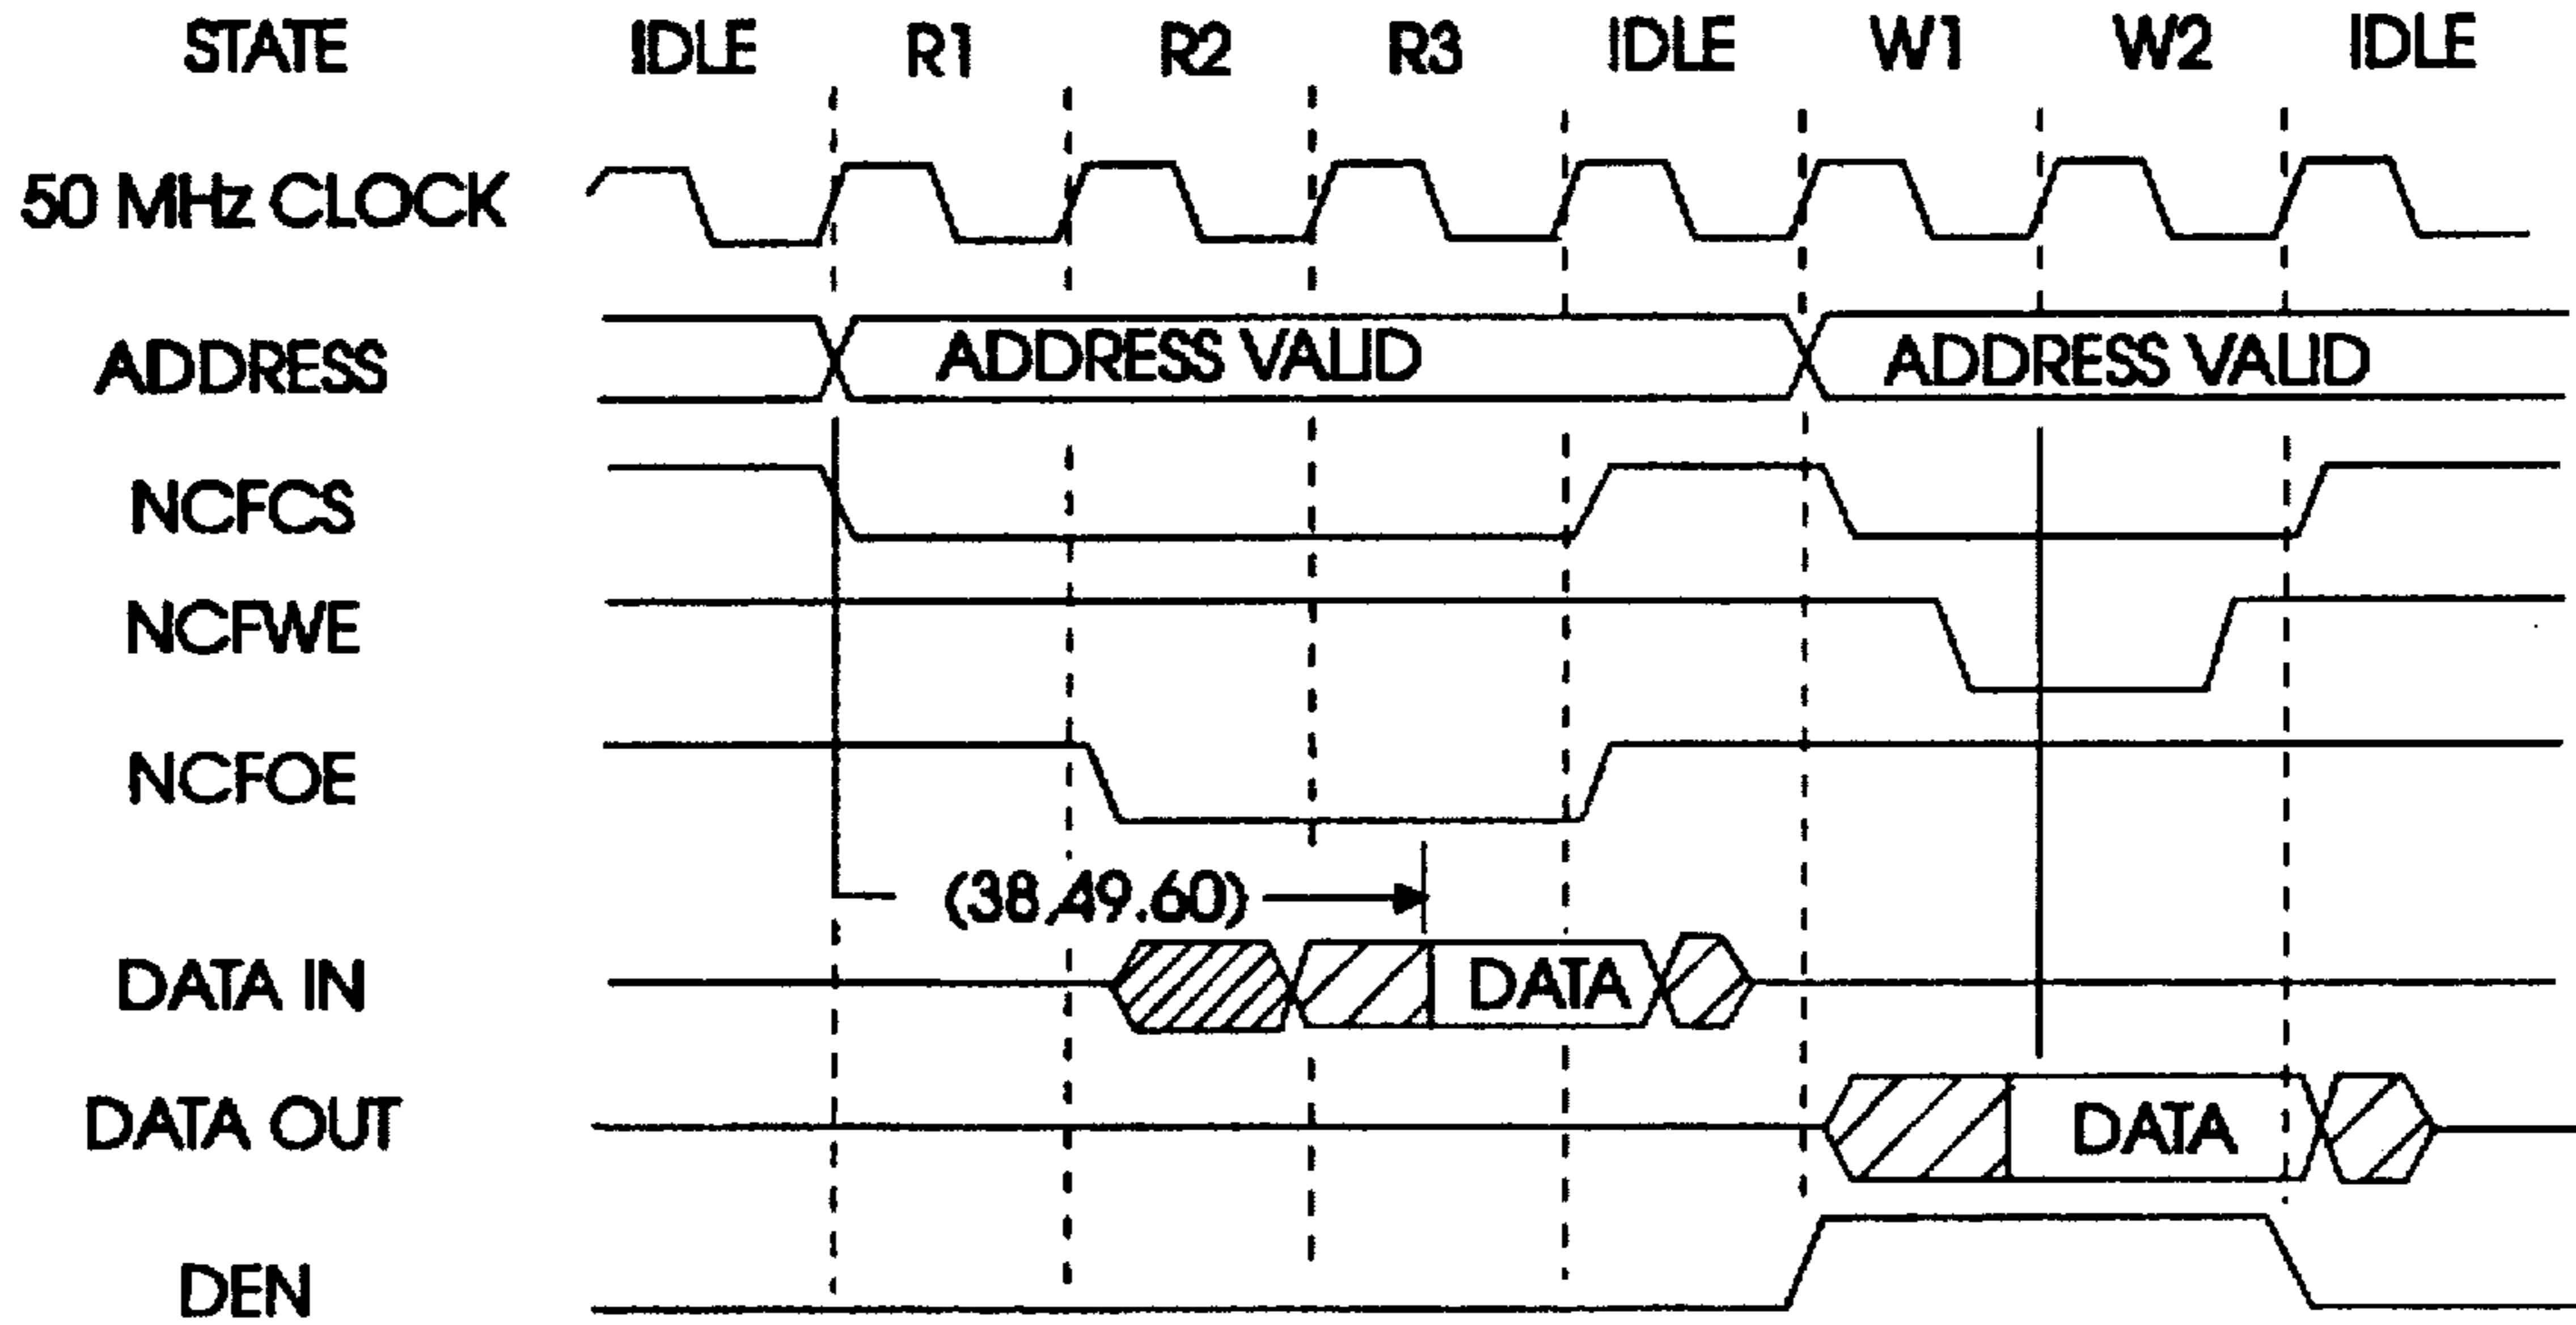 STATE IDLE R1 R2 R3 IDLE W1 W2 IDLE
50 MHz CLOCK
ADDRESS ADDRESS VALID ADDRESS VALID
NCFCS
NCFWE
NCFOE
(38,49.60)
DATA IN DATA
DATA OUT DATA
DEN